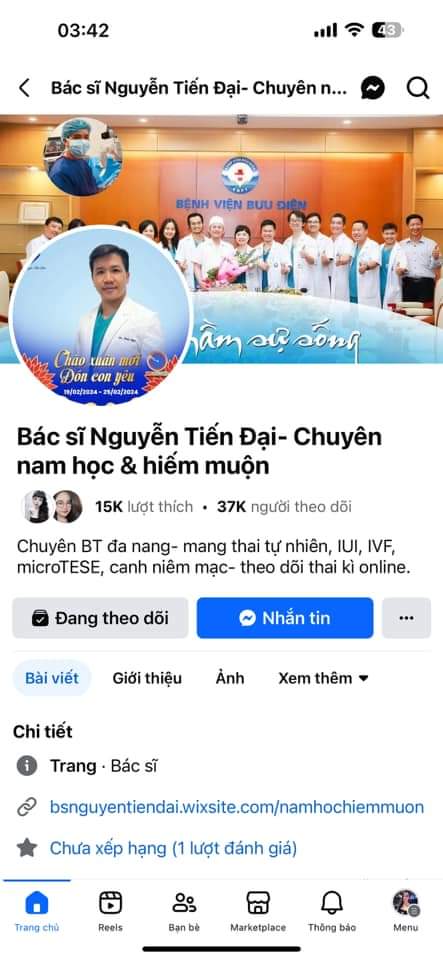 03:42
43
Bác sĩ Nguyễn Tiến Đại- Chuyên n...
BỆNH VIỆN BƯU ĐIỆN
ầm sự sống
Chào xuân mới
Đón con yêu
19/02/2024 - 25/02/2024
Bác sĩ Nguyễn Tiến Đại- Chuyên
nam học & hiếm muộn
15K lượt thích • 37K người theo dõi
Chuyên BT đa nang- mang thai tự nhiên, IUI, IVF,
microTESE, canh niêm mạc- theo dõi thai kì online.
Đang theo dõi
Nhắn tin
Bài viết
Giới thiệu
Ảnh
Xem thêm
Chi tiết
Trang · Bác sĩ
bsnguyentiendai.wixsite.com/namhochiemmuon
Chưa xếp hạng (1 lượt đánh giá)
Trang chủ
Reels
Bạn bè
Marketplace
Thông báo
Menu